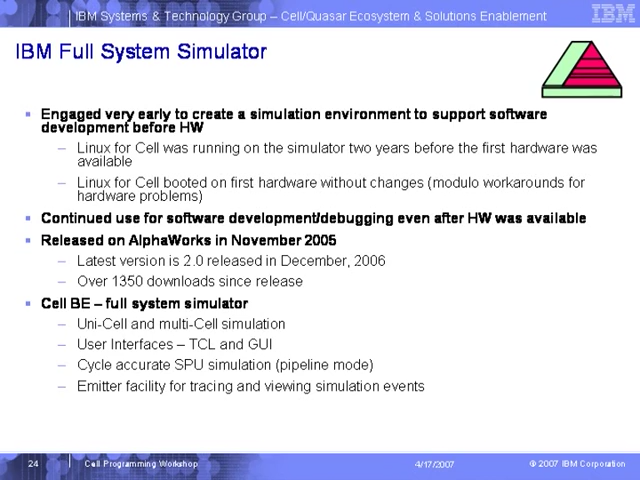 IBM Systems & Technology Group – Cell/Quasar Ecosystem & Solutions Enablement
IBM
IBM Full System Simulator
▪ Engaged very early to create a simulation environment to support software
development before HW
– Linux for Cell was running on the simulator two years before the first hardware was
available
– Linux for Cell booted on first hardware without changes (modulo workarounds for
hardware problems)
▪ Continued use for software development/debugging even after HW was available
▪ Released on AlphaWorks in November 2005
– Latest version is 2.0 released in December, 2006
– Over 1350 downloads since release
▪ Cell BE – full system simulator
– Uni-Cell and multi-Cell simulation
– User Interfaces – TCL and GUI
– Cycle accurate SPU simulation (pipeline mode)
– Emitter facility for tracing and viewing simulation events
24 Cell Programming Workshop 4/17/2007 © 2007 IBM Corporation